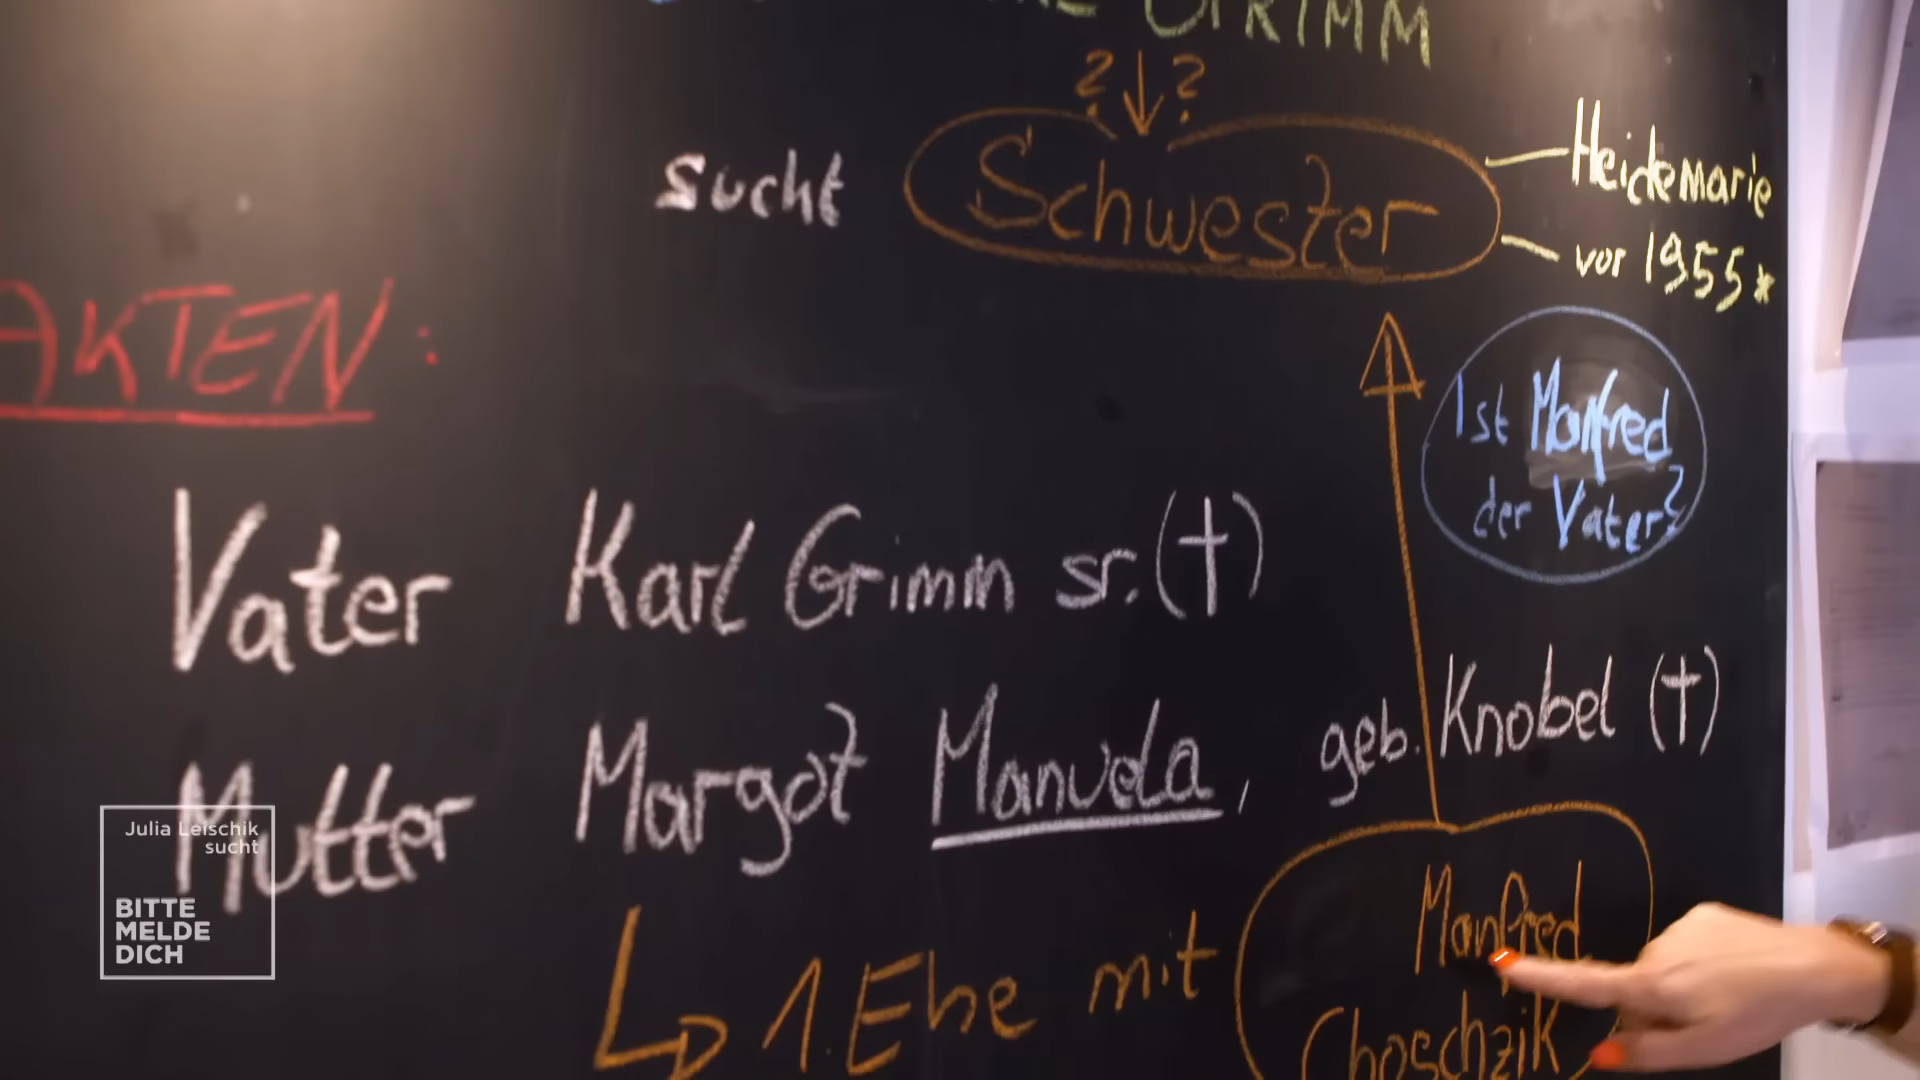 GRIMM
? ?
sucht Schwester
Heidemarie
vor 1955*
AKTEN:
Ist Manfred
der Vater?
Vater Karl Grimm sr. (†)
Mutter Margot Manuela, geb. Knobel (†)
1. Ehe mit Manfred
Choschzik
Julia Leischik
sucht
BITTE
MELDE
DICH